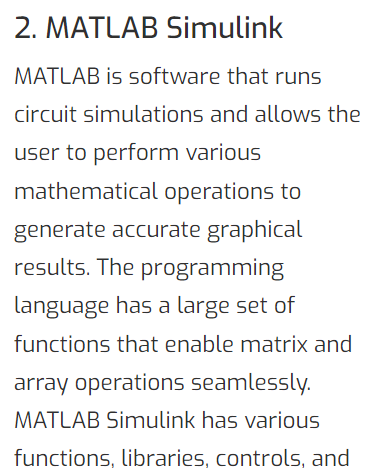 2. MATLAB Simulink
MATLAB is software that runs
circuit simulations and allows the
user to perform various
mathematical operations to
generate accurate graphical
results. The programming
language has a large set of
functions that enable matrix and
array operations seamlessly.
MATLAB Simulink has various
functions, libraries, controls, and